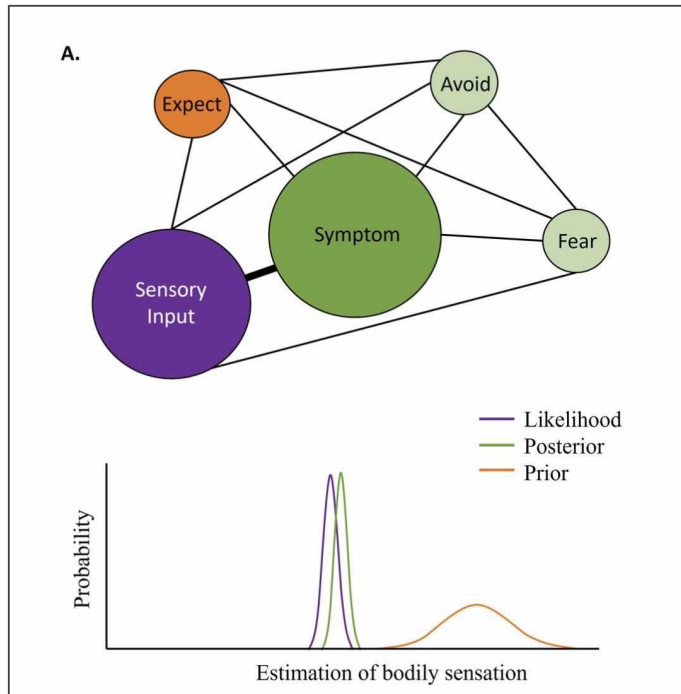 A.
Expect
Avoid
Symptom
Fear
Sensory
Input
Likelihood
Posterior
Prior
Probability
Estimation of bodily sensation